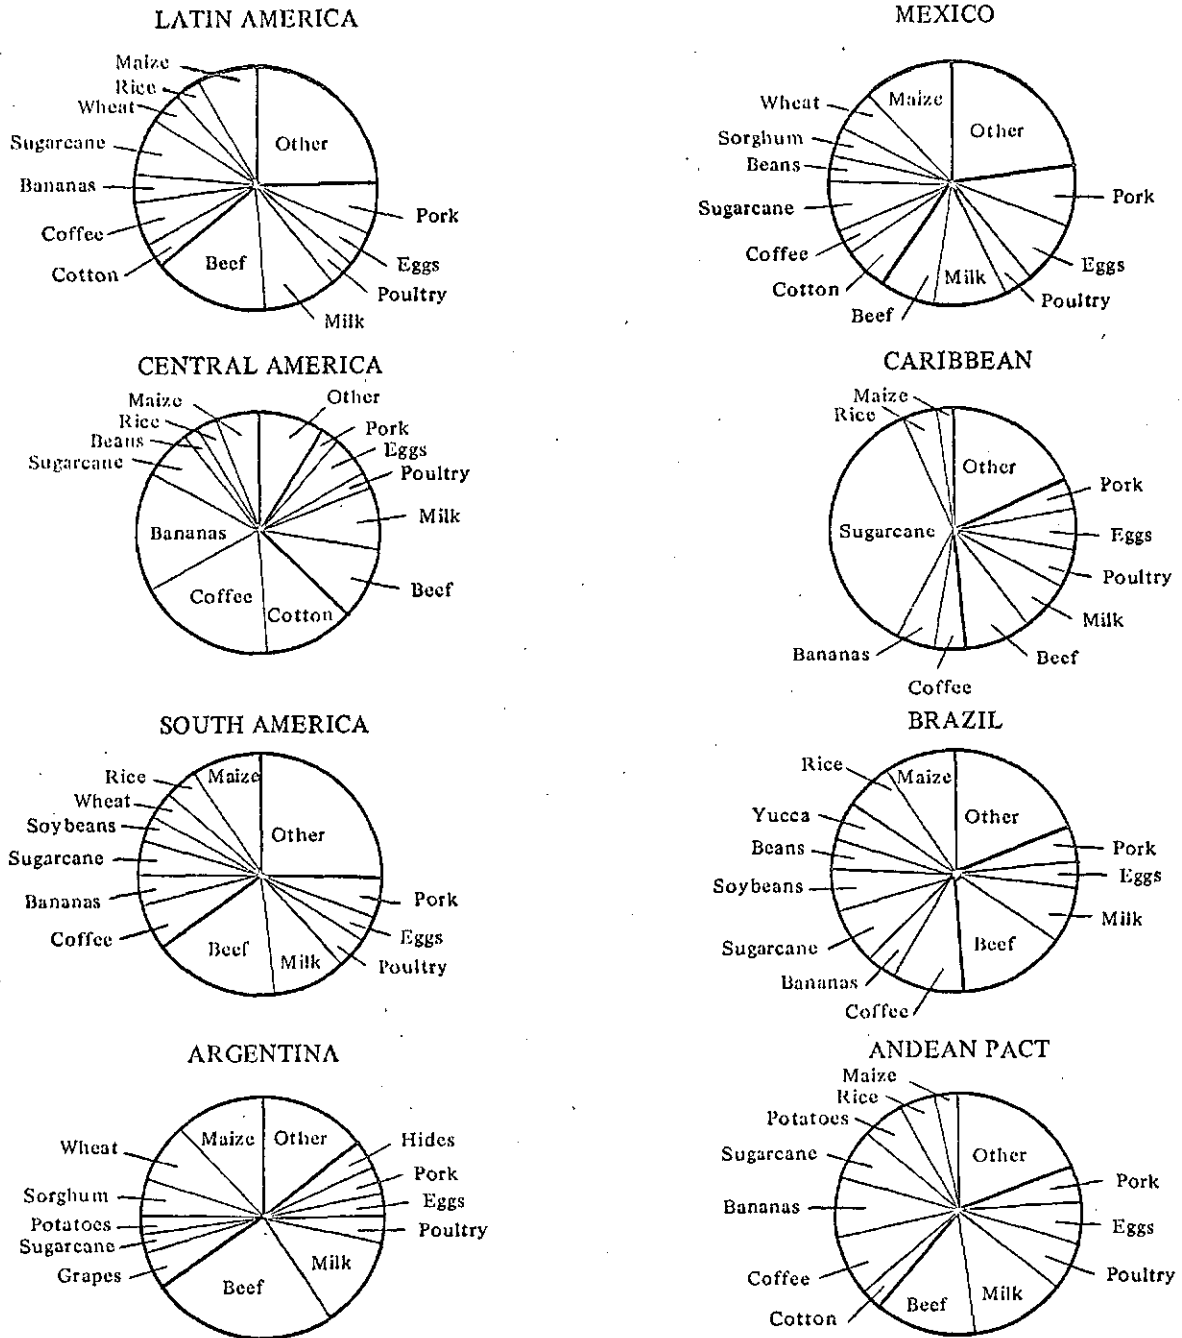 LATIN AMERICA
Maize
Rice
Wheat
Sugarcane
Bananas
Coffee
Cotton
Beef
Milk
Poultry
Eggs
Pork
Other
MEXICO
Maize
Wheat
Sorghum
Beans
Sugarcane
Coffee
Cotton
Beef
Milk
Poultry
Eggs
Pork
Other
CENTRAL AMERICA
Maize
Rice
Beans
Sugarcane
Bananas
Coffee
Cotton
Beef
Milk
Poultry
Eggs
Pork
Other
CARIBBEAN
Maize
Rice
Sugarcane
Bananas
Coffee
Beef
Milk
Poultry
Eggs
Pork
Other
SOUTH AMERICA
Maize
Rice
Wheat
Soybeans
Sugarcane
Bananas
Coffee
Beef
Milk
Poultry
Eggs
Pork
Other
BRAZIL
Maize
Rice
Yucca
Beans
Soybeans
Sugarcane
Bananas
Coffee
Beef
Milk
Eggs
Pork
Other
ARGENTINA
Maize
Wheat
Sorghum
Potatoes
Sugarcane
Grapes
Beef
Milk
Poultry
Eggs
Pork
Hides
Other
ANDEAN PACT
Maize
Rice
Potatoes
Sugarcane
Bananas
Coffee
Cotton
Beef
Milk
Poultry
Eggs
Pork
Other